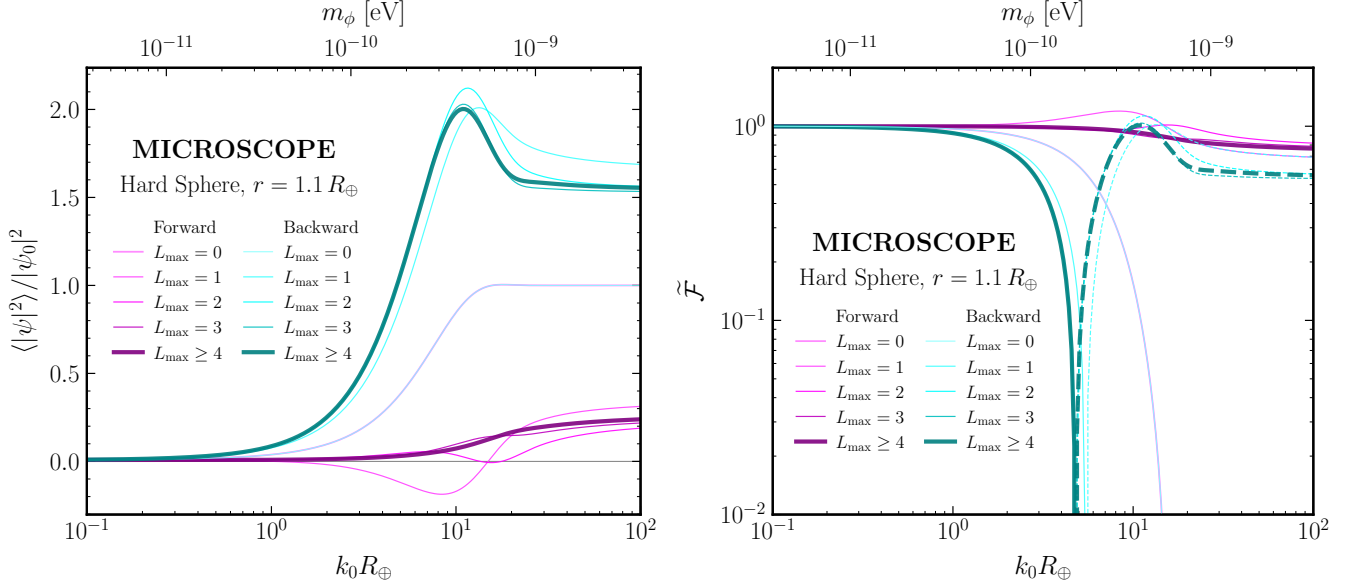 m_ϕ [eV]
10^{-11} 10^{-10} 10^{-9}
⟨|ψ|²⟩/|ψ_0|²
2.0
1.5
1.0
0.5
0.0
MICROSCOPE
Hard Sphere, r = 1.1 R_⊕
Forward Backward
L_max = 0 L_max = 0
L_max = 1 L_max = 1
L_max = 2 L_max = 2
L_max = 3 L_max = 3
L_max ≥ 4 L_max ≥ 4
10^{-1} 10^0 10^1 10^2
k_0 R_⊕
m_ϕ [eV]
10^{-11} 10^{-10} 10^{-9}
\widetilde{ℱ}
10^0
10^{-1}
10^{-2}
MICROSCOPE
Hard Sphere, r = 1.1 R_⊕
Forward Backward
L_max = 0 L_max = 0
L_max = 1 L_max = 1
L_max = 2 L_max = 2
L_max = 3 L_max = 3
L_max ≥ 4 L_max ≥ 4
10^{-1} 10^0 10^1 10^2
k_0 R_⊕